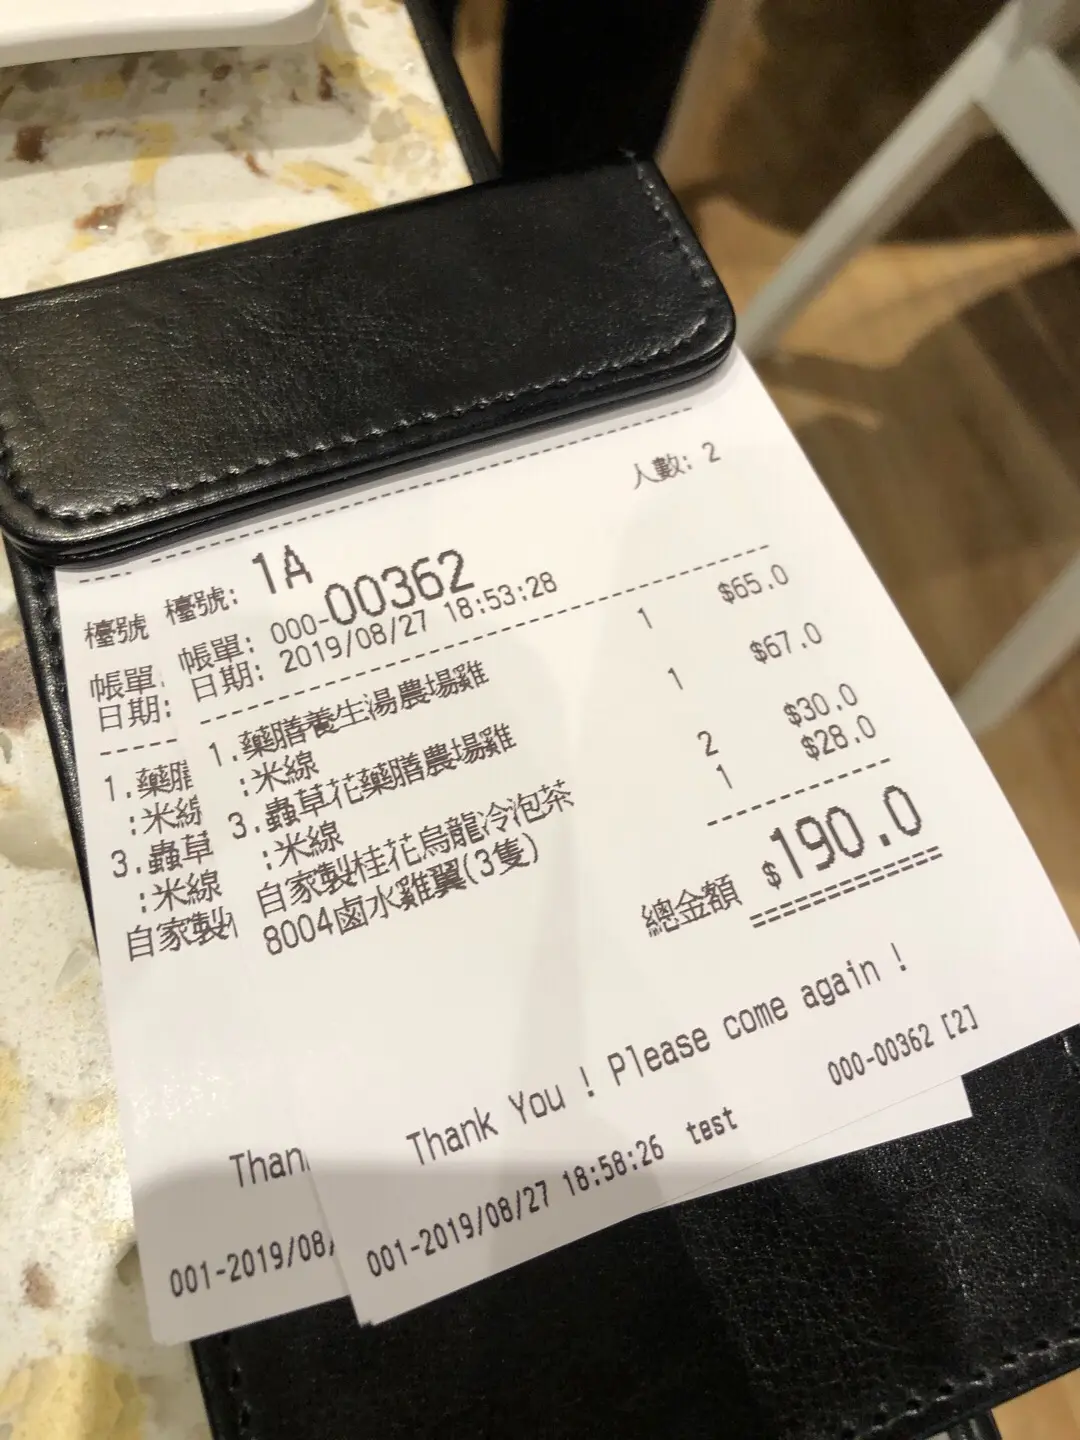 人數: 2
檯號: 1A
帳單: 000-00362
日期: 2019/08/27 18:53:28
1.藥膳養生湯農場雞 1 $65.0
:米線
3.蟲草花藥膳農場雞 1 $67.0
:米線
自家製桂花烏龍冷泡茶 2 $30.0
8004鹵水雞翼(3隻) 1 $28.0
總金額 $190.0
Thank You ! Please come again !
000-00362 [2]
001-2019/08/27 18:58:26 test
檯號
帳單
日期:
1.藥膳
:米線
3.蟲草
:米線
自家製
Than
001-2019/08/